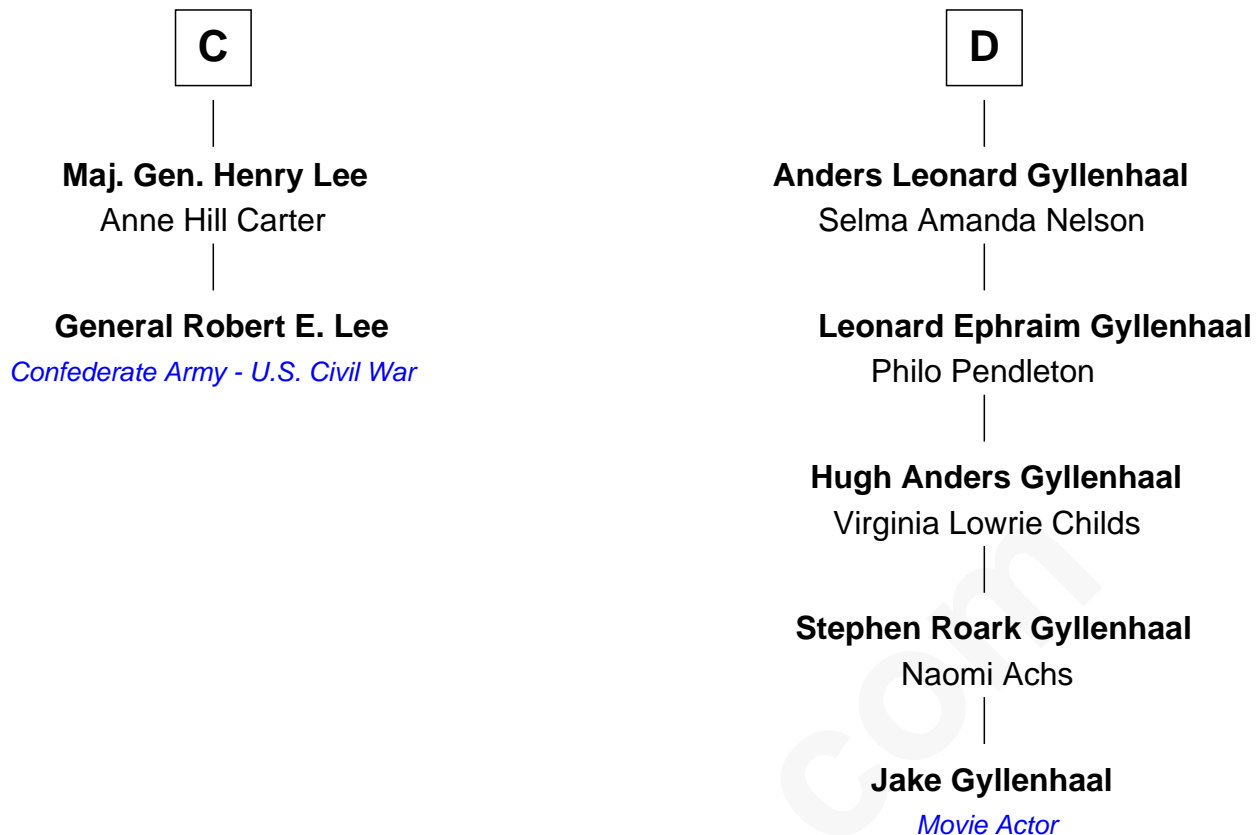 C
Maj. Gen. Henry Lee
Anne Hill Carter
General Robert E. Lee
Confederate Army - U.S. Civil War
D
Anders Leonard Gyllenhaal
Selma Amanda Nelson
Leonard Ephraim Gyllenhaal
Philo Pendleton
Hugh Anders Gyllenhaal
Virginia Lowrie Childs
Stephen Roark Gyllenhaal
Naomi Achs
Jake Gyllenhaal
Movie Actor
com